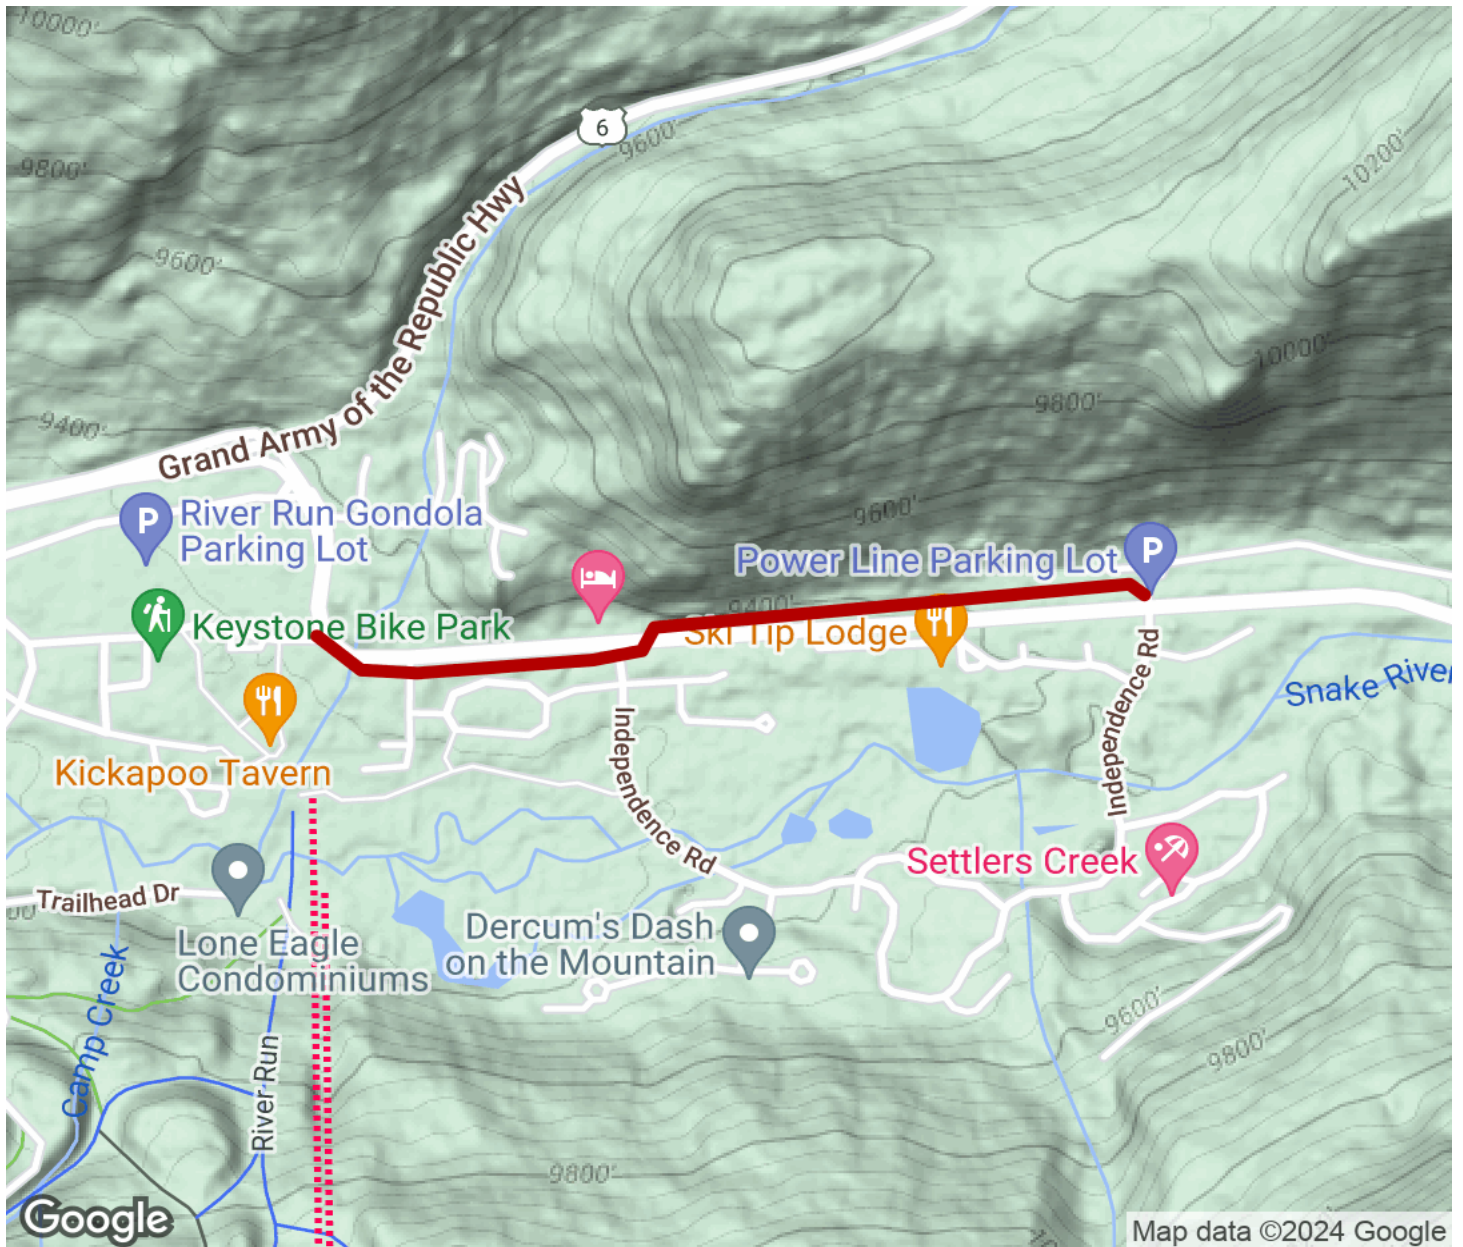 10000'
6
9600'
10200'
9800'
9600'
Grand Army of the Republic Hwy
10000'
9800'
9400'
9600'
P
River Run Gondola
Parking Lot
Power Line Parking Lot
P
9400'
Keystone Bike Park
Ski Tip Lodge
Independence Rd
Snake River
Kickapoo Tavern
Independence Rd
Settlers Creek
Trailhead Dr
Dercum's Dash
on the Mountain
Lone Eagle
Condominiums
Camp Creek
9600'
9800'
River Run
9800'
Google
Map data ©2024 Google